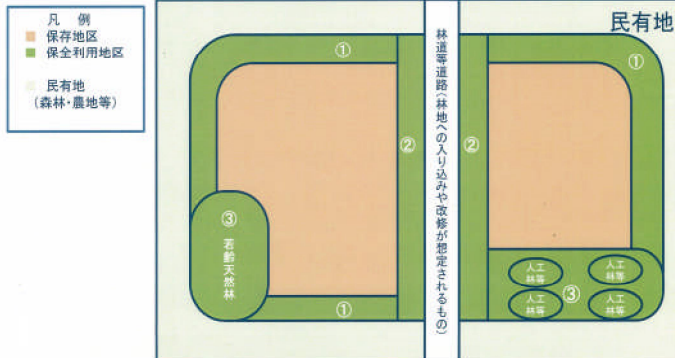 凡 例
保存地区
保全利用地区
民有地
(森林・農地等)
民有地
①
①
林道等道路(林地への入り込みや改修が想定されるもの)
②
②
③
若齢天然林
①
人工
林等
人工
林等
③
人工
林等
人工
林等